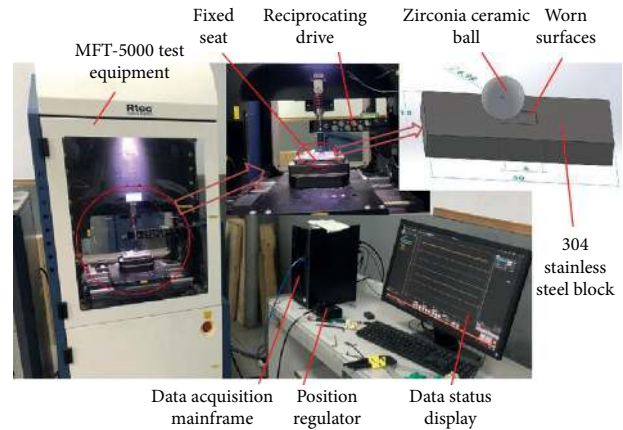 Fixed
seat
Reciprocating
drive
Zirconia ceramic
ball
Worn
surfaces
MFT-5000 test
equipment
Rtec
304
stainless
steel block
Data acquisition
mainframe
Position
regulator
Data status
display